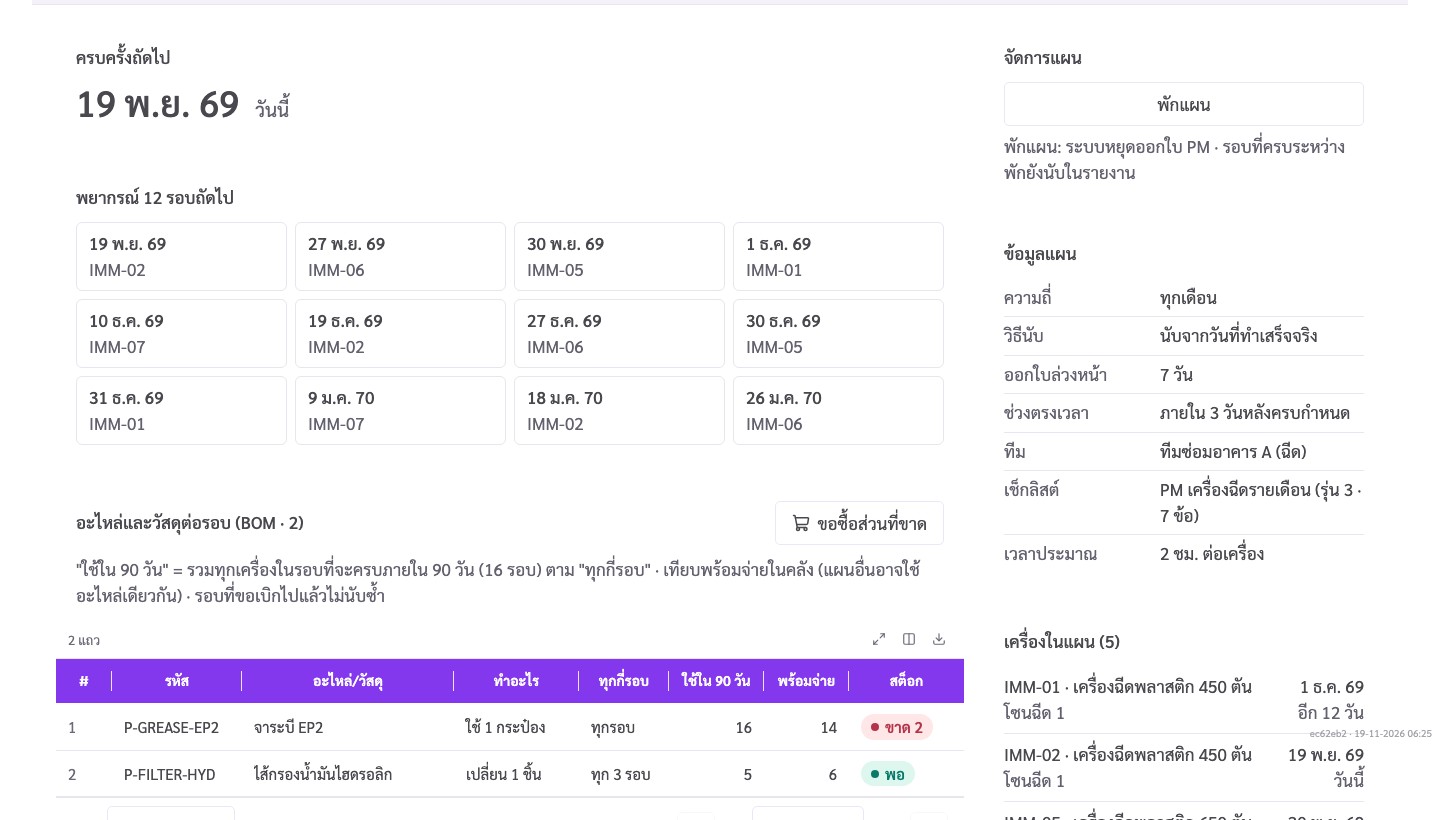 ครบครั้งถัดไป
19 พ.ย. 69 วันนี้
พยากรณ์ 12 รอบถัดไป
19 พ.ย. 69
IMM-02
27 พ.ย. 69
IMM-06
30 พ.ย. 69
IMM-05
1 ธ.ค. 69
IMM-01
10 ธ.ค. 69
IMM-07
19 ธ.ค. 69
IMM-02
27 ธ.ค. 69
IMM-06
30 ธ.ค. 69
IMM-05
31 ธ.ค. 69
IMM-01
9 ม.ค. 70
IMM-07
18 ม.ค. 70
IMM-02
26 ม.ค. 70
IMM-06
อะไหล่และวัสดุต่อรอบ (BOM · 2)
ขอซื้อส่วนที่ขาด
"ใช้ใน 90 วัน" = รวมทุกเครื่องในรอบที่จะครบภายใน 90 วัน (16 รอบ) ตาม "ทุกกี่รอบ" · เทียบพร้อมจ่ายในคลัง (แผนอื่นอาจใช้
อะไหล่เดียวกัน) · รอบที่ขอเบิกไปแล้วไม่นับซ้ำ
2 แถว
# รหัส อะไหล่/วัสดุ ทำอะไร ทุกกี่รอบ ใช้ใน 90 วัน พร้อมจ่าย สต็อก
1 P-GREASE-EP2 จาระบี EP2 ใช้ 1 กระป๋อง ทุกรอบ 16 14 ขาด 2
2 P-FILTER-HYD ไส้กรองน้ำมันไฮดรอลิก เปลี่ยน 1 ชิ้น ทุก 3 รอบ 5 6 พอ
จัดการแผน
พักแผน
พักแผน: ระบบหยุดออกใบ PM · รอบที่ครบระหว่าง
พักยังนับในรายงาน
ข้อมูลแผน
ความถี่ ทุกเดือน
วิธีนับ นับจากวันที่ทำเสร็จจริง
ออกใบล่วงหน้า 7 วัน
ช่วงตรงเวลา ภายใน 3 วันหลังครบกำหนด
ทีม ทีมซ่อมอาคาร A (ฉีด)
เช็กลิสต์ PM เครื่องฉีดรายเดือน (รุ่น 3 ·
7 ข้อ)
เวลาประมาณ 2 ชม. ต่อเครื่อง
เครื่องในแผน (5)
IMM-01 · เครื่องฉีดพลาสติก 450 ตัน 1 ธ.ค. 69
โซนฉีด 1 อีก 12 วัน
ec62eb2 · 19-11-2026 06:25
IMM-02 · เครื่องฉีดพลาสติก 450 ตัน 19 พ.ย. 69
โซนฉีด 1 วันนี้